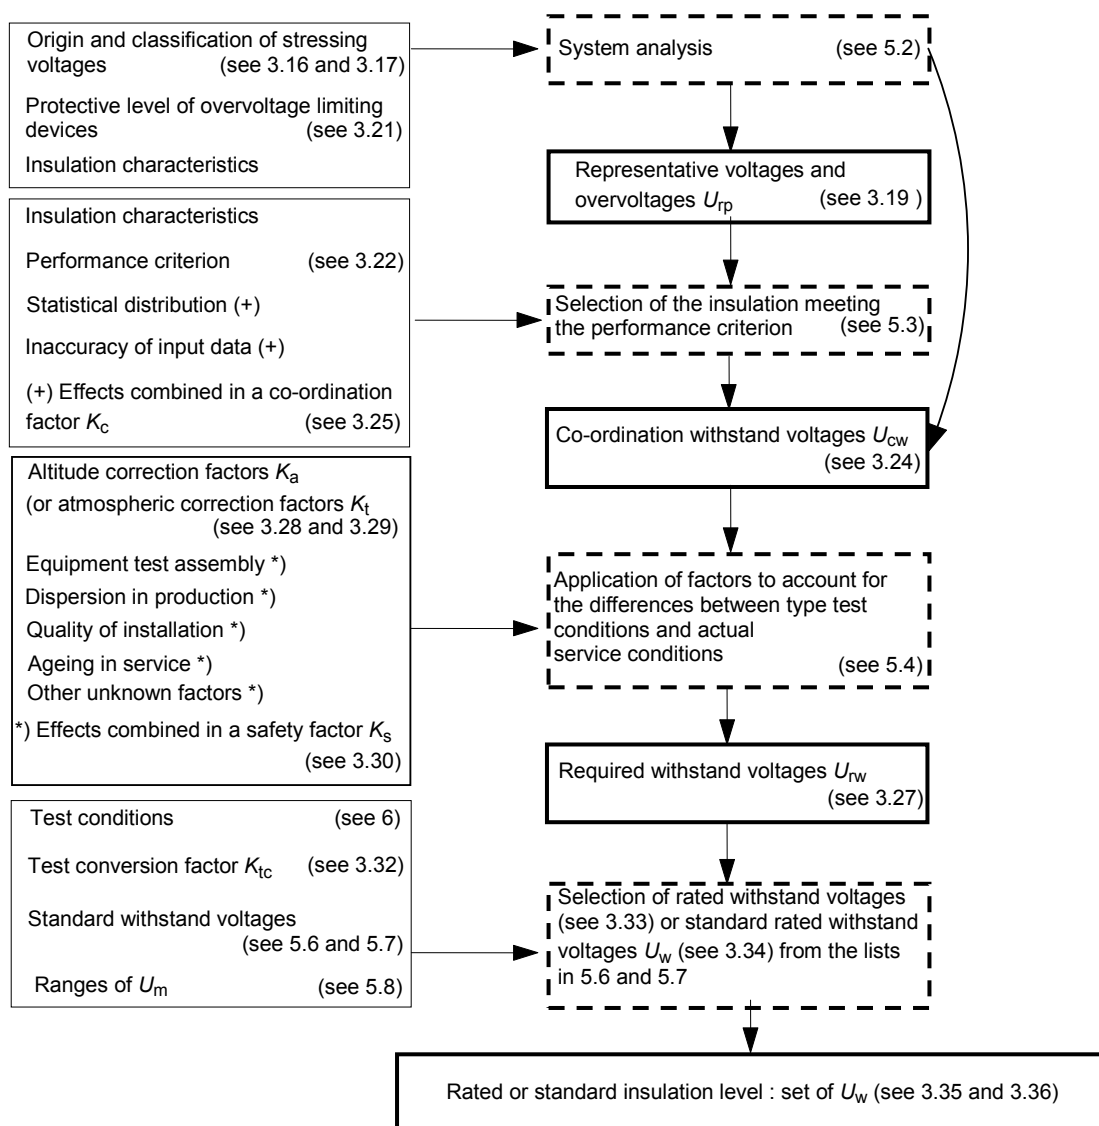 Origin and classification of stressing
voltages (see 3.16 and 3.17)
Protective level of overvoltage limiting
devices (see 3.21)
Insulation characteristics
System analysis (see 5.2)
Representative voltages and
overvoltages Urp (see 3.19 )
Insulation characteristics
Performance criterion (see 3.22)
Statistical distribution (+)
Inaccuracy of input data (+)
(+) Effects combined in a co-ordination
factor Kc (see 3.25)
Selection of the insulation meeting
the performance criterion (see 5.3)
Co-ordination withstand voltages Ucw
(see 3.24)
Altitude correction factors Ka
(or atmospheric correction factors Kt
(see 3.28 and 3.29)
Equipment test assembly *)
Dispersion in production *)
Quality of installation *)
Ageing in service *)
Other unknown factors *)
*) Effects combined in a safety factor Ks
(see 3.30)
Application of factors to account for
the differences between type test
conditions and actual
service conditions
(see 5.4)
Required withstand voltages Urw
(see 3.27)
Test conditions (see 6)
Test conversion factor Ktc (see 3.32)
Standard withstand voltages
(see 5.6 and 5.7)
Ranges of Um (see 5.8)
Selection of rated withstand voltages
(see 3.33) or standard rated withstand
voltages Uw (see 3.34) from the lists
in 5.6 and 5.7
Rated or standard insulation level : set of Uw (see 3.35 and 3.36)